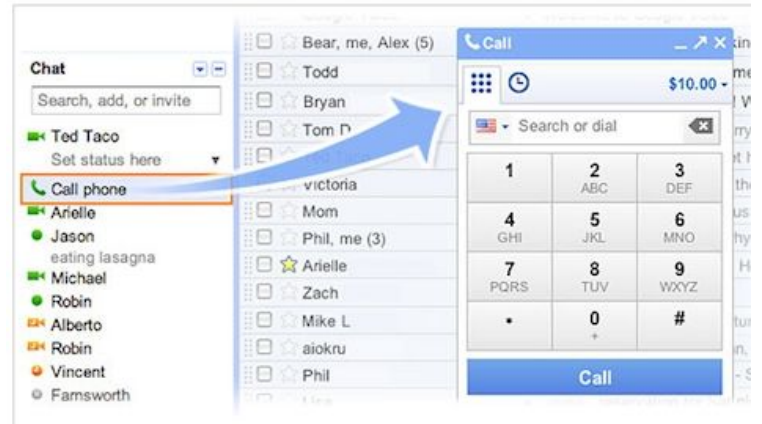 Chat
Search, add, or invite
Ted Taco
Set status here
Call phone
Arielle
Jason
eating lasagna
Michael
Robin
Alberto
Robin
Vincent
Farnsworth
Bear, me, Alex (5)
Todd
Bryan
Tom
Victoria
Mom
Phil, me (3)
Arielle
Zach
Mike L
aiokru
Phil
Call
$10.00
Search or dial
1
2
ABC
3
DEF
4
GHI
5
JKL
6
MNO
7
PQRS
8
TUV
9
WXYZ
0
+
#
Call